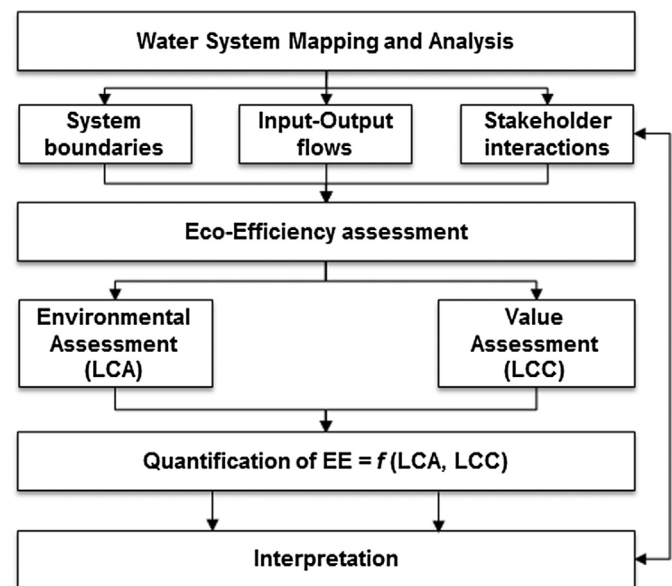 Water System Mapping and Analysis
System
boundaries
Input-Output
flows
Stakeholder
interactions
Eco-Efficiency assessment
Environmental
Assessment
(LCA)
Value
Assessment
(LCC)
Quantification of EE = f (LCA, LCC)
Interpretation